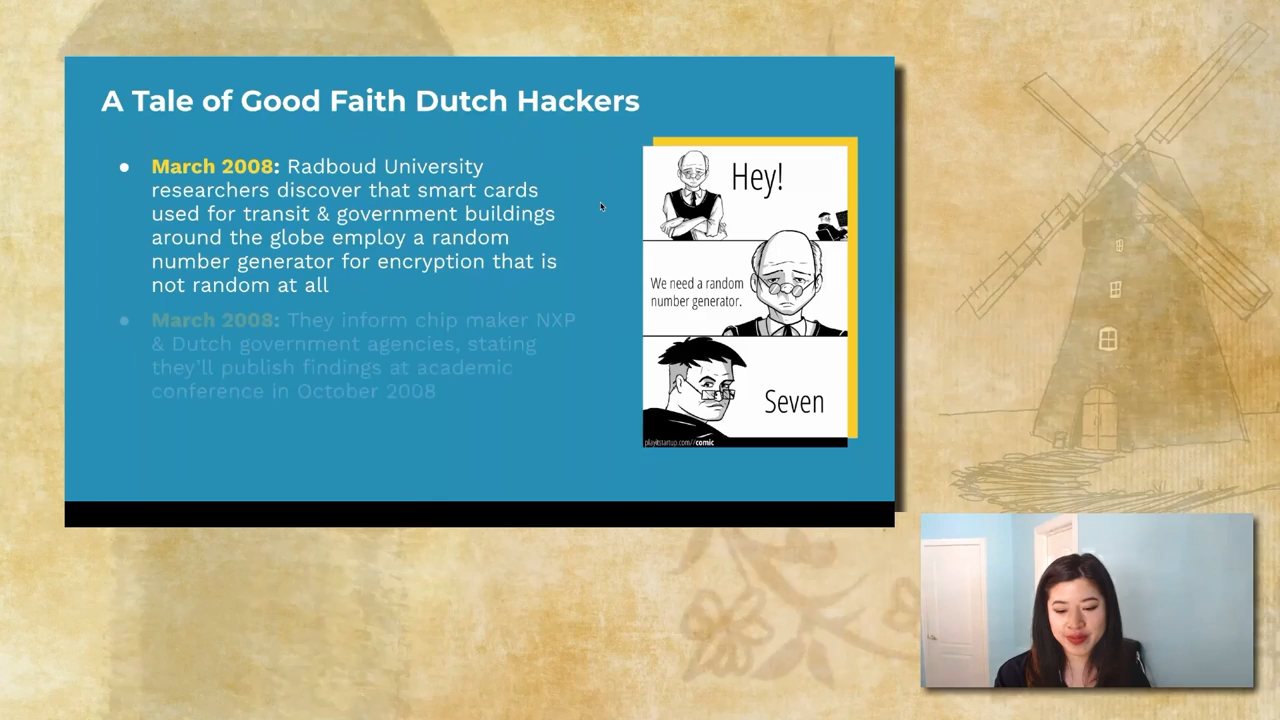 A Tale of Good Faith Dutch Hackers
● March 2008: Radboud University
researchers discover that smart cards
used for transit & government buildings
around the globe employ a random
number generator for encryption that is
not random at all
● March 2008: They inform chip maker NXP
& Dutch government agencies, stating
they'll publish findings at academic
conference in October 2008
Hey!
We need a random
number generator.
Seven
playitstartup.com//comic